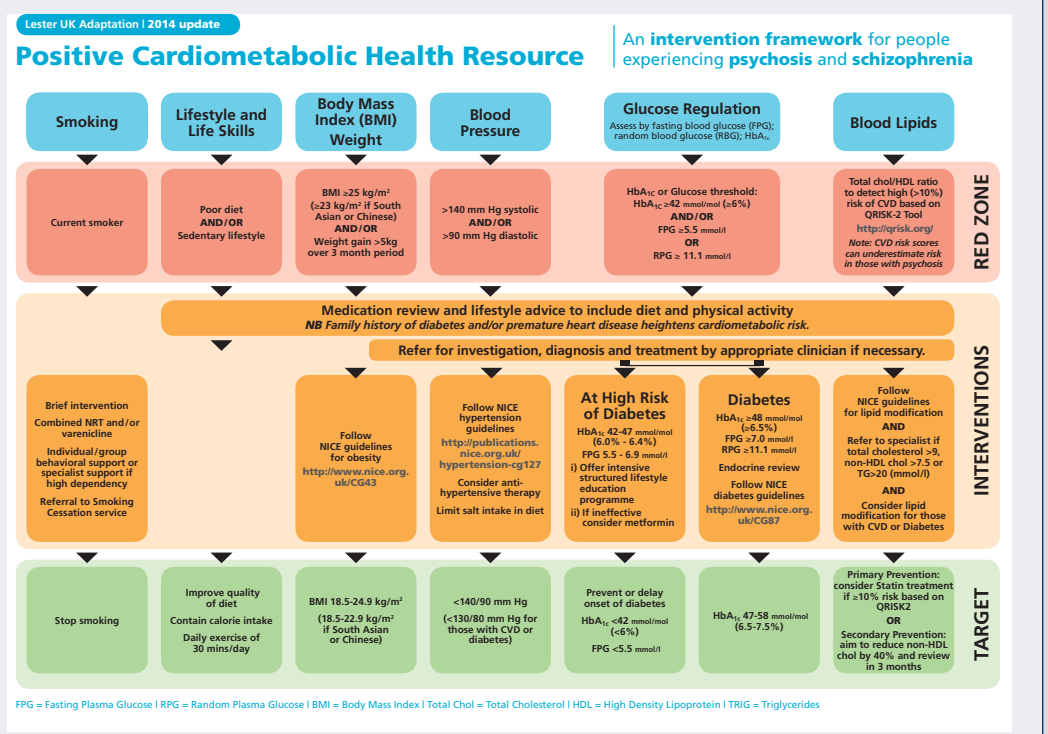 Lester UK Adaptation | 2014 update
Positive Cardiometabolic Health Resource
An intervention framework for people
experiencing psychosis and schizophrenia
Smoking
Lifestyle and
Life Skills
Body Mass
Index (BMI)
Weight
Blood
Pressure
Glucose Regulation
Assess by fasting blood glucose (FPG);
random blood glucose (RBG); HbA1c
Blood Lipids
Current smoker
Poor diet
AND/OR
Sedentary lifestyle
BMI ≥25 kg/m²
(≥23 kg/m² if South
Asian or Chinese)
AND/OR
Weight gain >5kg
over 3 month period
>140 mm Hg systolic
AND/OR
>90 mm Hg diastolic
HbA1C or Glucose threshold:
HbA1C ≥42 mmol/mol (≥6%)
AND/OR
FPG ≥5.5 mmol/l
OR
RPG ≥ 11.1 mmol/l
Total chol/HDL ratio
to detect high (>10%)
risk of CVD based on
QRISK-2 Tool
http://qrisk.org/
Note: CVD risk scores
can underestimate risk
in those with psychosis
RED ZONE
Medication review and lifestyle advice to include diet and physical activity
NB Family history of diabetes and/or premature heart disease heightens cardiometabolic risk.
Refer for investigation, diagnosis and treatment by appropriate clinician if necessary.
Brief intervention
Combined NRT and/or
varenicline
Individual/group
behavioral support or
specialist support if
high dependency
Referral to Smoking
Cessation service
Follow
NICE guidelines
for obesity
http://www.nice.org.
uk/CG43
Follow NICE
hypertension
guidelines
http://publications.
nice.org.uk/
hypertension-cg127
Consider anti-
hypertensive therapy
Limit salt intake in diet
At High Risk
of Diabetes
HbA1c 42-47 mmol/mol
(6.0% - 6.4%)
FPG 5.5 - 6.9 mmol/l
i) Offer intensive
structured lifestyle
education
programme
ii) If ineffective
consider metformin
Diabetes
HbA1c ≥48 mmol/mol
(≥6.5%)
FPG ≥7.0 mmol/l
RPG ≥11.1 mmol/l
Endocrine review
Follow NICE
diabetes guidelines
http://www.nice.org.
uk/CG87
Follow
NICE guidelines
for lipid modification
AND
Refer to specialist if
total cholesterol >9,
non-HDL chol >7.5 or
TG>20 (mmol/l)
AND
Consider lipid
modification for those
with CVD or Diabetes
INTERVENTIONS
Stop smoking
Improve quality
of diet
Contain calorie intake
Daily exercise of
30 mins/day
BMI 18.5-24.9 kg/m²
(18.5-22.9 kg/m²
if South Asian
or Chinese)
<140/90 mm Hg
(<130/80 mm Hg for
those with CVD or
diabetes)
Prevent or delay
onset of diabetes
HbA1c <42 mmol/mol
(<6%)
FPG <5.5 mmol/l
HbA1c 47-58 mmol/mol
(6.5-7.5%)
Primary Prevention:
consider Statin treatment
if ≥10% risk based on
QRISK2
OR
Secondary Prevention:
aim to reduce non-HDL
chol by 40% and review
in 3 months
TARGET
FPG = Fasting Plasma Glucose | RPG = Random Plasma Glucose | BMI = Body Mass Index | Total Chol = Total Cholesterol | HDL = High Density Lipoprotein | TRIG = Triglycerides